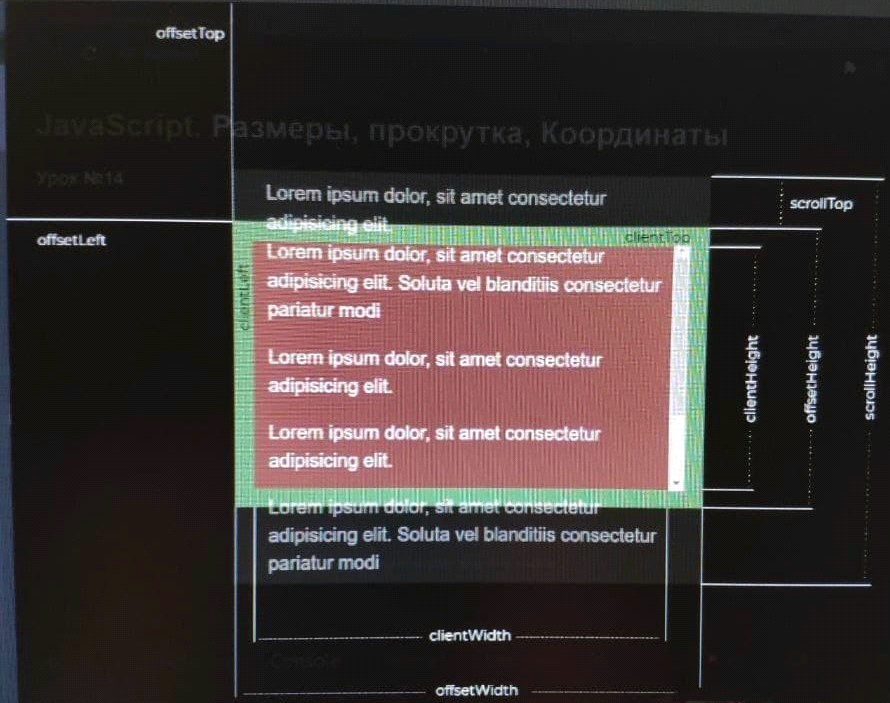 offsetTop
JavaScript. Размеры, прокрутка, Координаты
Урок №14
Lorem ipsum dolor, sit amet consectetur
adipisicing elit.
scrollTop
offsetLeft
clientTop
clientLeft
Lorem ipsum dolor, sit amet consectetur
adipisicing elit. Soluta vel blanditiis consectetur
pariatur modi
Lorem ipsum dolor, sit amet consectetur
adipisicing elit.
clientHeight
offsetHeight
scrollHeight
Lorem ipsum dolor, sit amet consectetur
adipisicing elit.
Lorem ipsum dolor, sit amet consectetur
adipisicing elit. Soluta vel blanditiis consectetur
pariatur modi
clientWidth
Console
offsetWidth